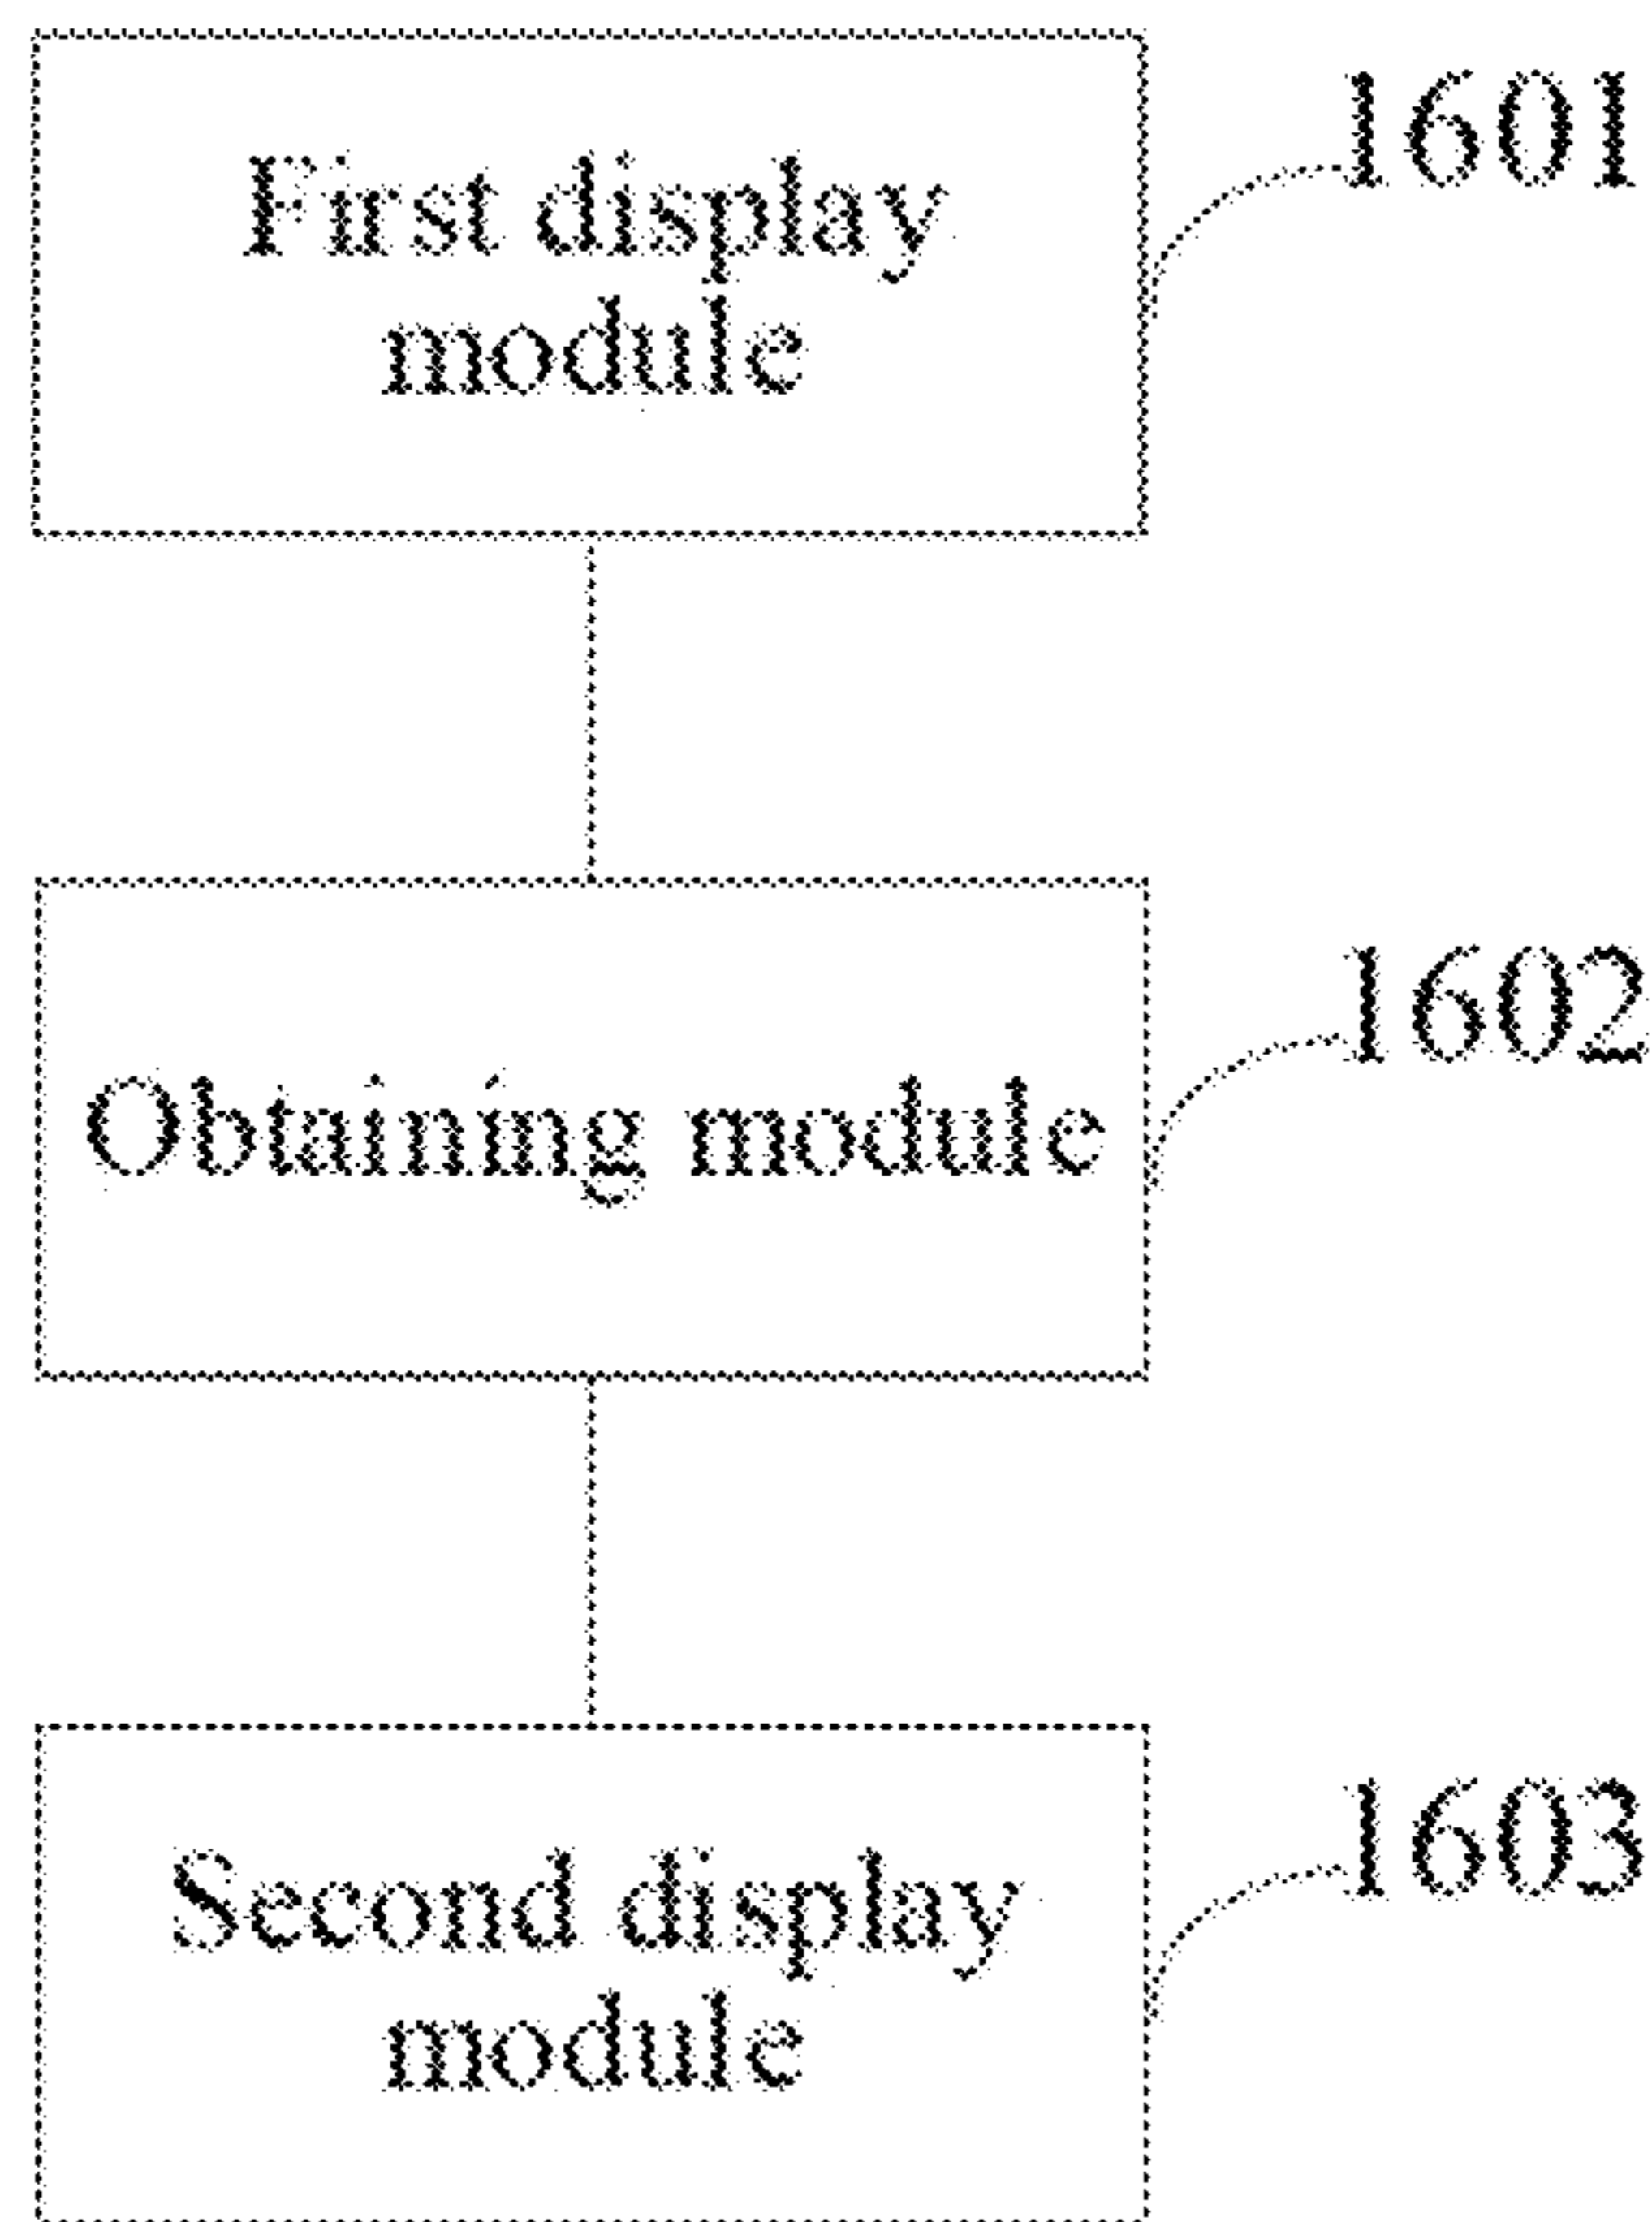 First display
module
1601
Obtaining module
1602
Second display
module
1603